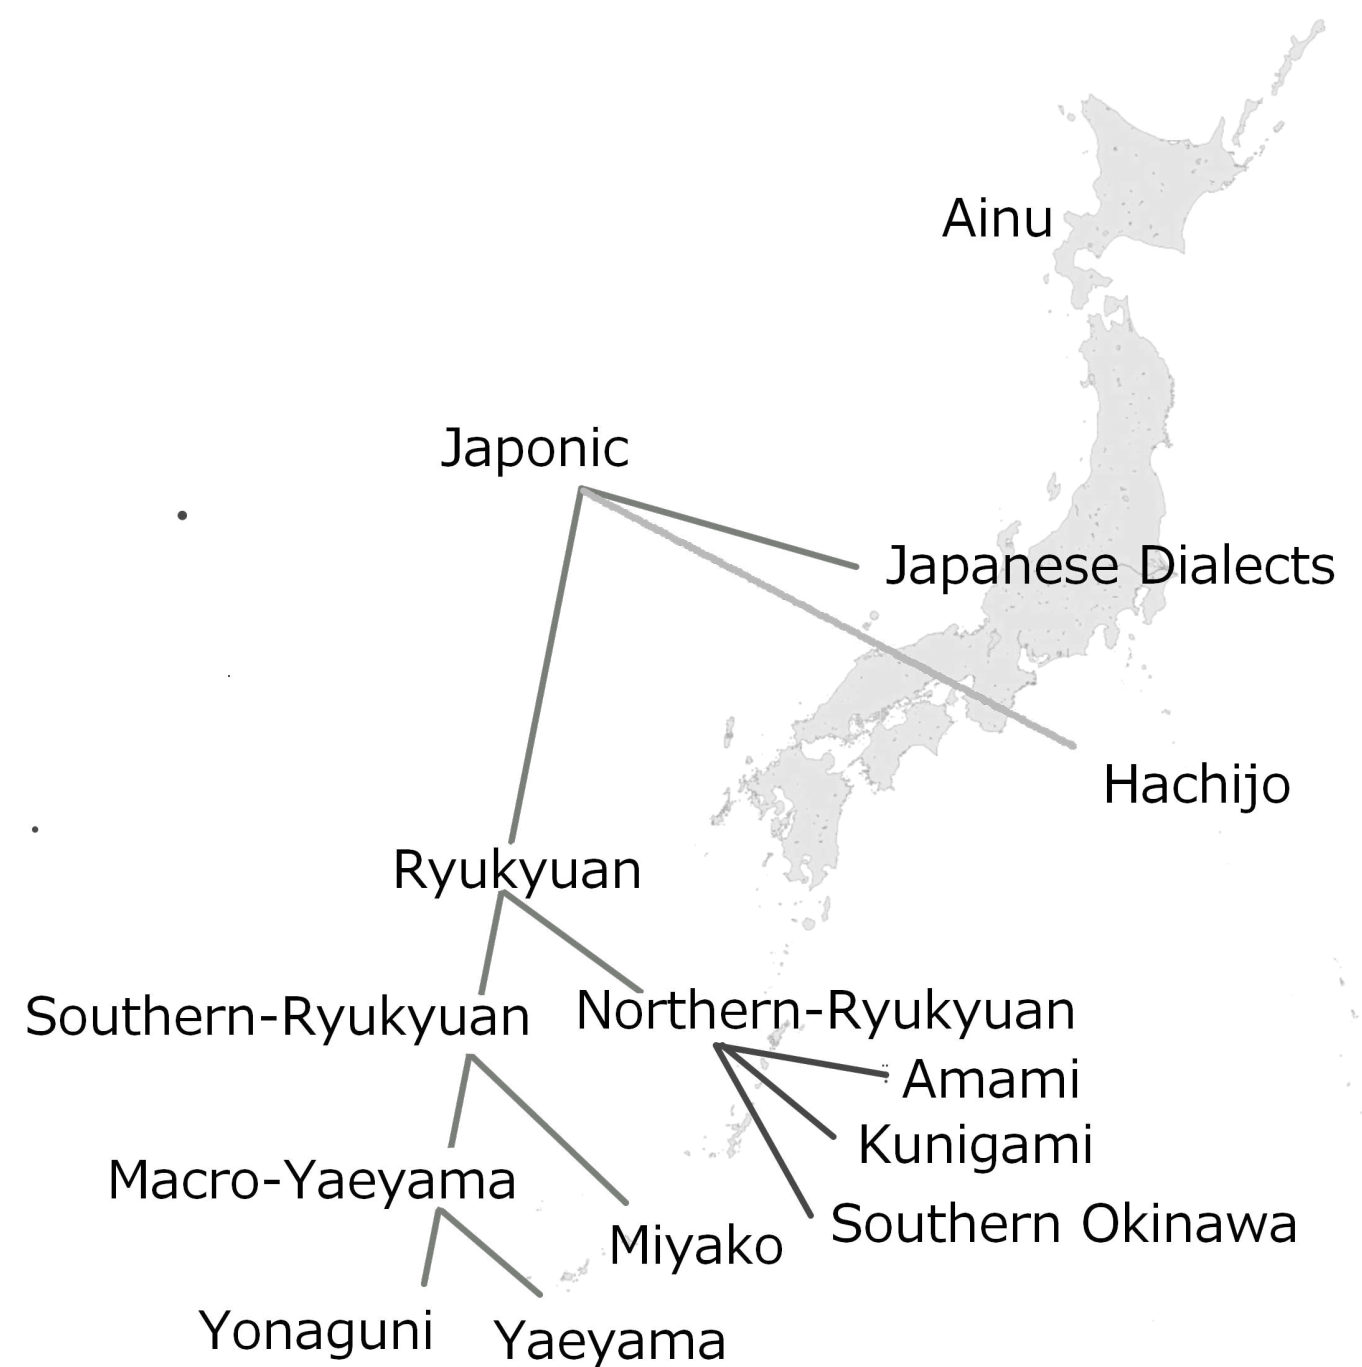 Ainu
Japonic
Japanese Dialects
Hachijo
Ryukyuan
Southern-Ryukyuan
Northern-Ryukyuan
Amami
Kunigami
Southern Okinawa
Macro-Yaeyama
Miyako
Yonaguni
Yaeyama